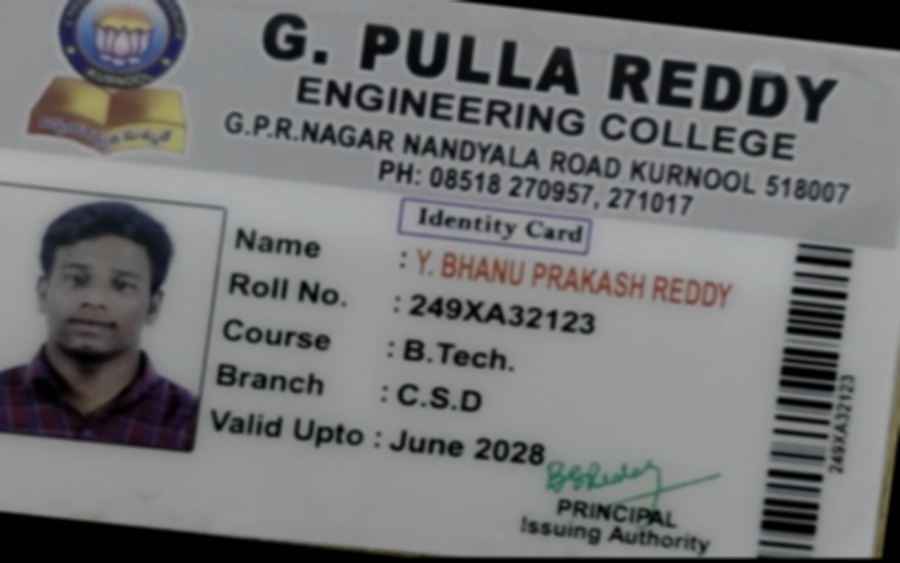 KURNOOL
G. PULLA REDDY
ENGINEERING COLLEGE
G.P.R.NAGAR NANDYALA ROAD KURNOOL 518007
PH: 08518 270957, 271017
Identity Card
Name : Y. BHANU PRAKASH REDDY
Roll No. : 249XA32123
Course : B.Tech.
Branch : C.S.D
Valid Upto : June 2028
PRINCIPAL
Issuing Authority
249XA32123